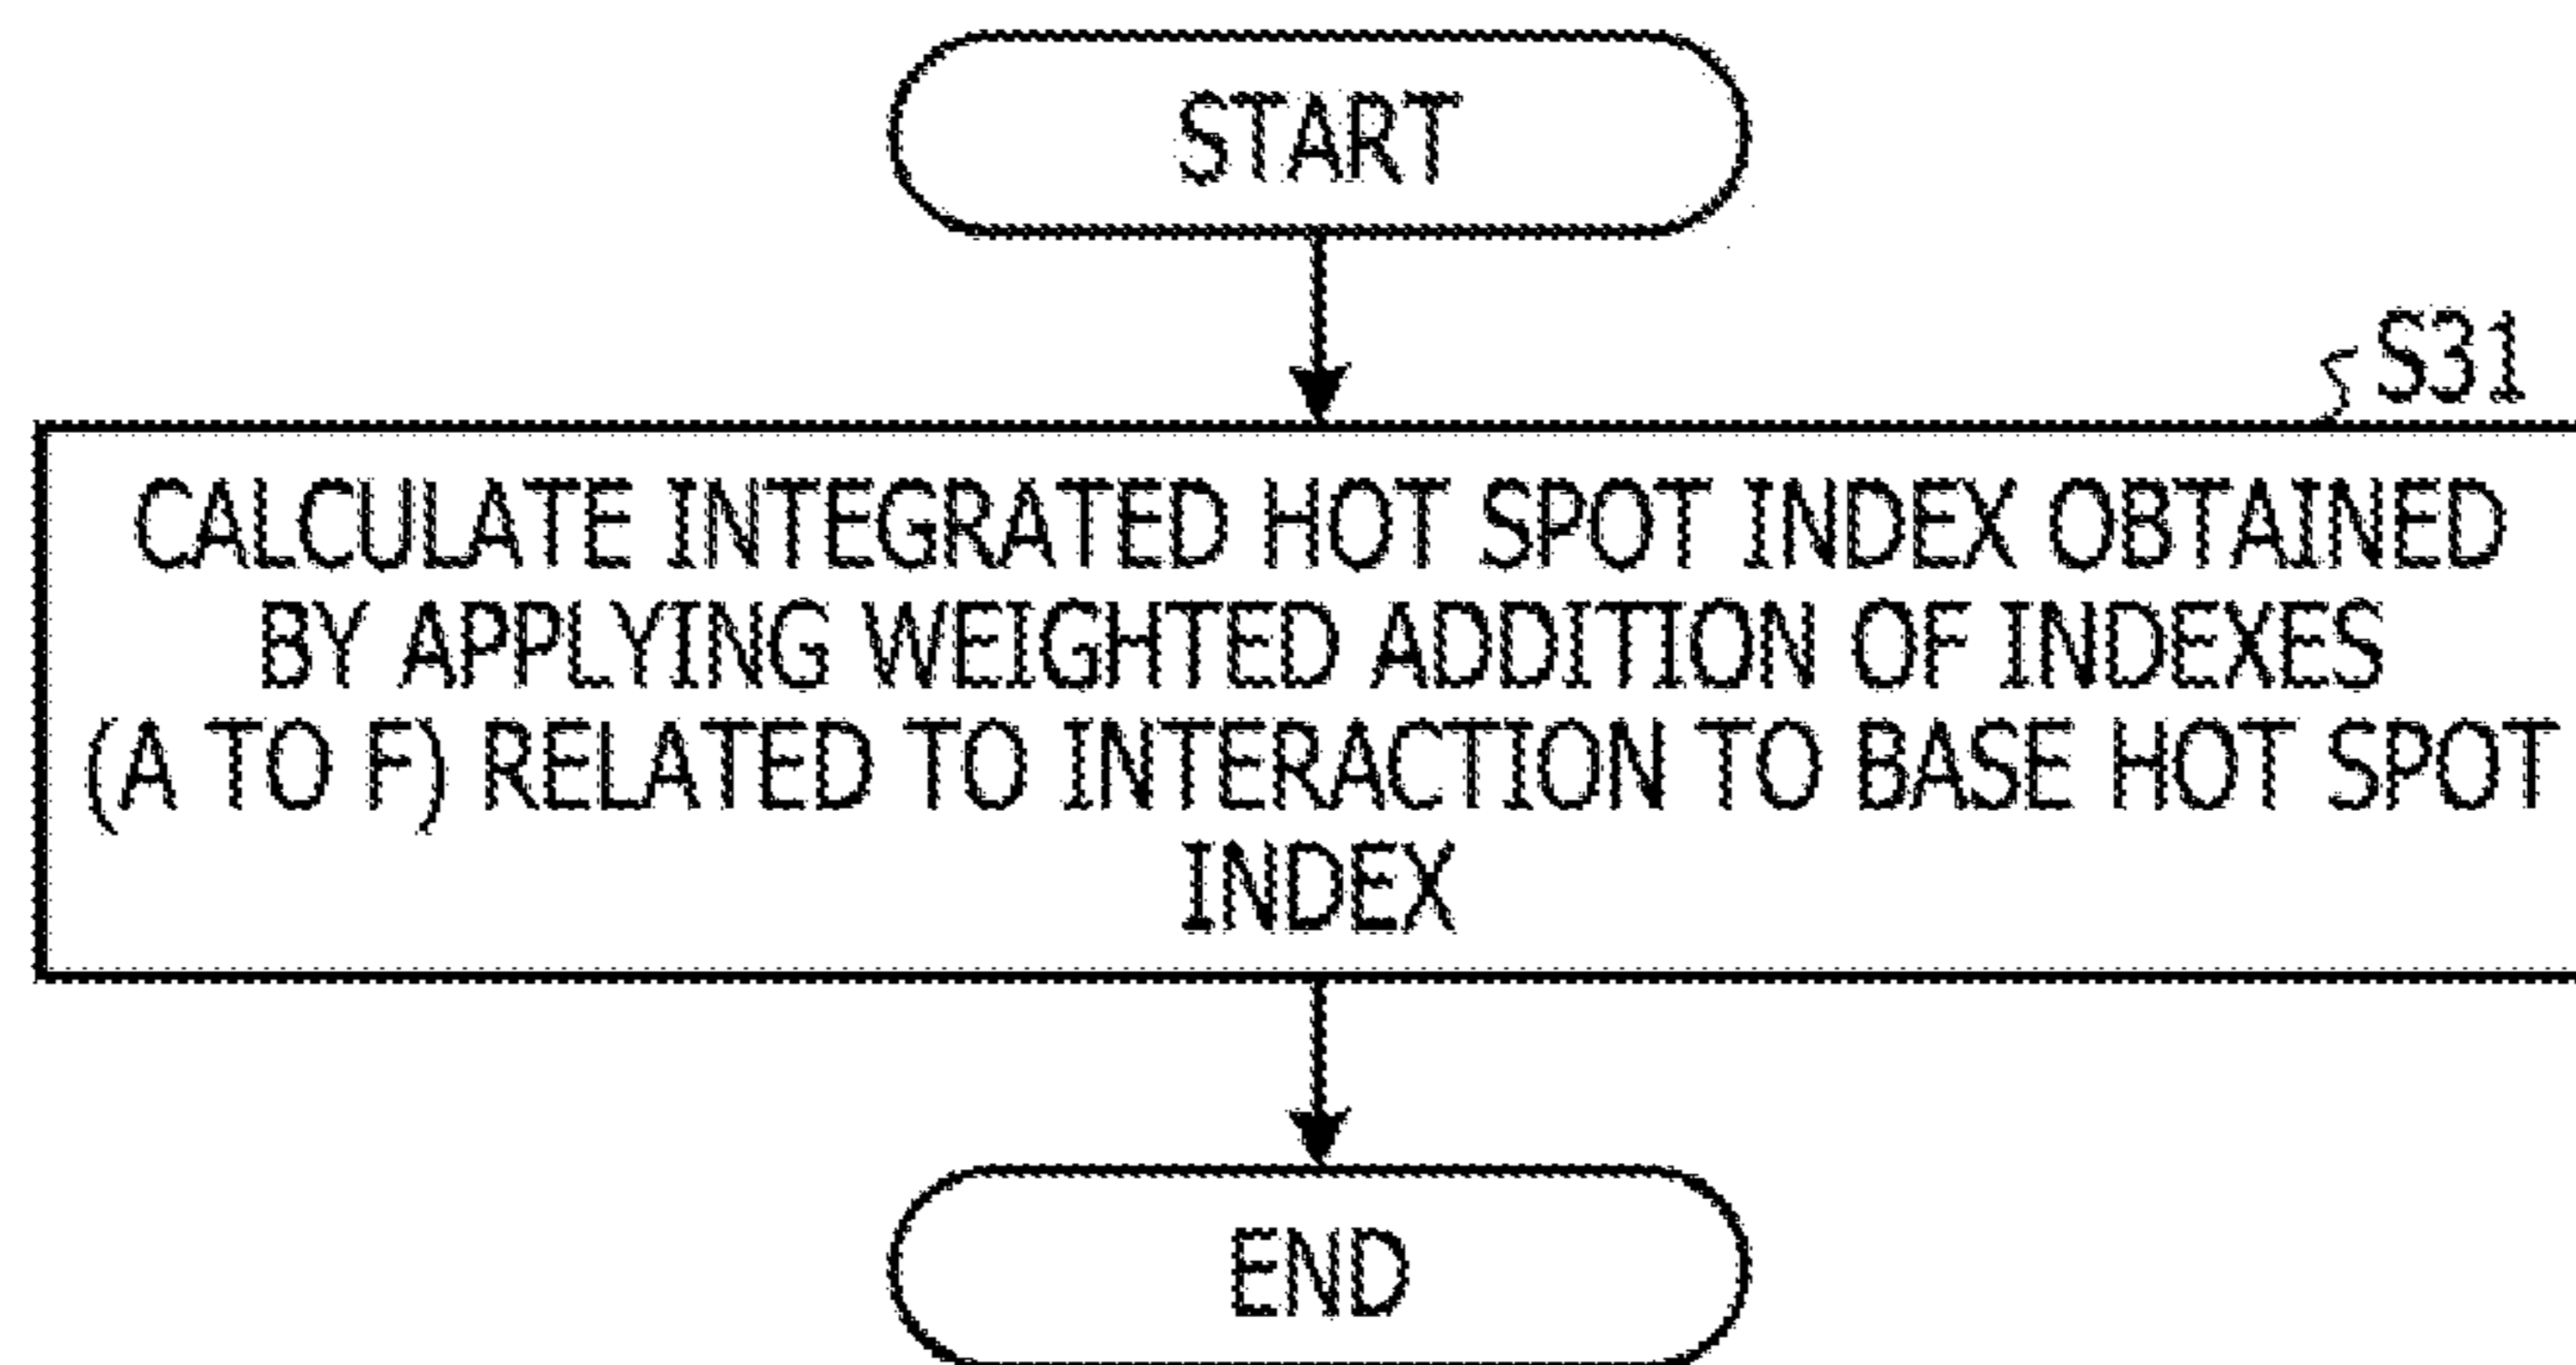 START
S31
CALCULATE INTEGRATED HOT SPOT INDEX OBTAINED
BY APPLYING WEIGHTED ADDITION OF INDEXES
(A TO F) RELATED TO INTERACTION TO BASE HOT SPOT
INDEX
END